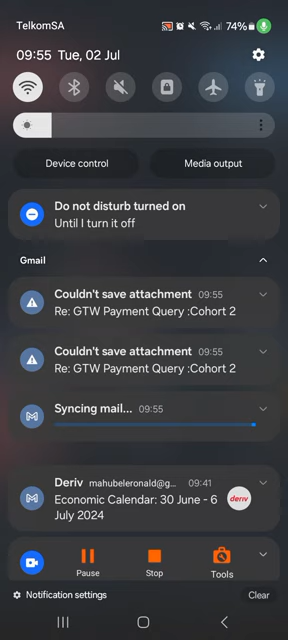 TelkomSA 74%
09:55 Tue, 02 Jul
Device control Media output
Do not disturb turned on
Until I turn it off
Gmail
Couldn't save attachment 09:55
Re: GTW Payment Query :Cohort 2
Couldn't save attachment 09:55
Re: GTW Payment Query :Cohort 2
Syncing mail... 09:55
Deriv mahubeleronald@g... 09:41
Economic Calendar: 30 June - 6
July 2024
deriv
Pause Stop Tools
Notification settings Clear